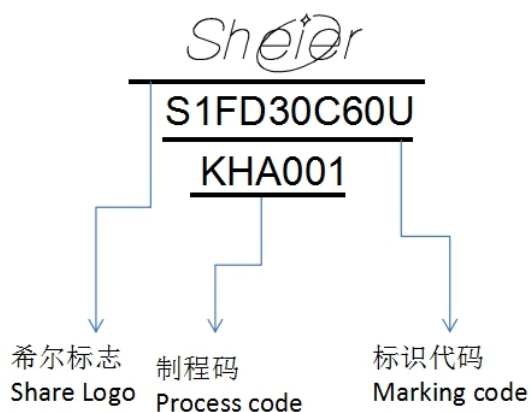 Sheier
S1FD30C60U
KHA001
希尔标志
Share Logo
制程码
Process code
标识代码
Marking code